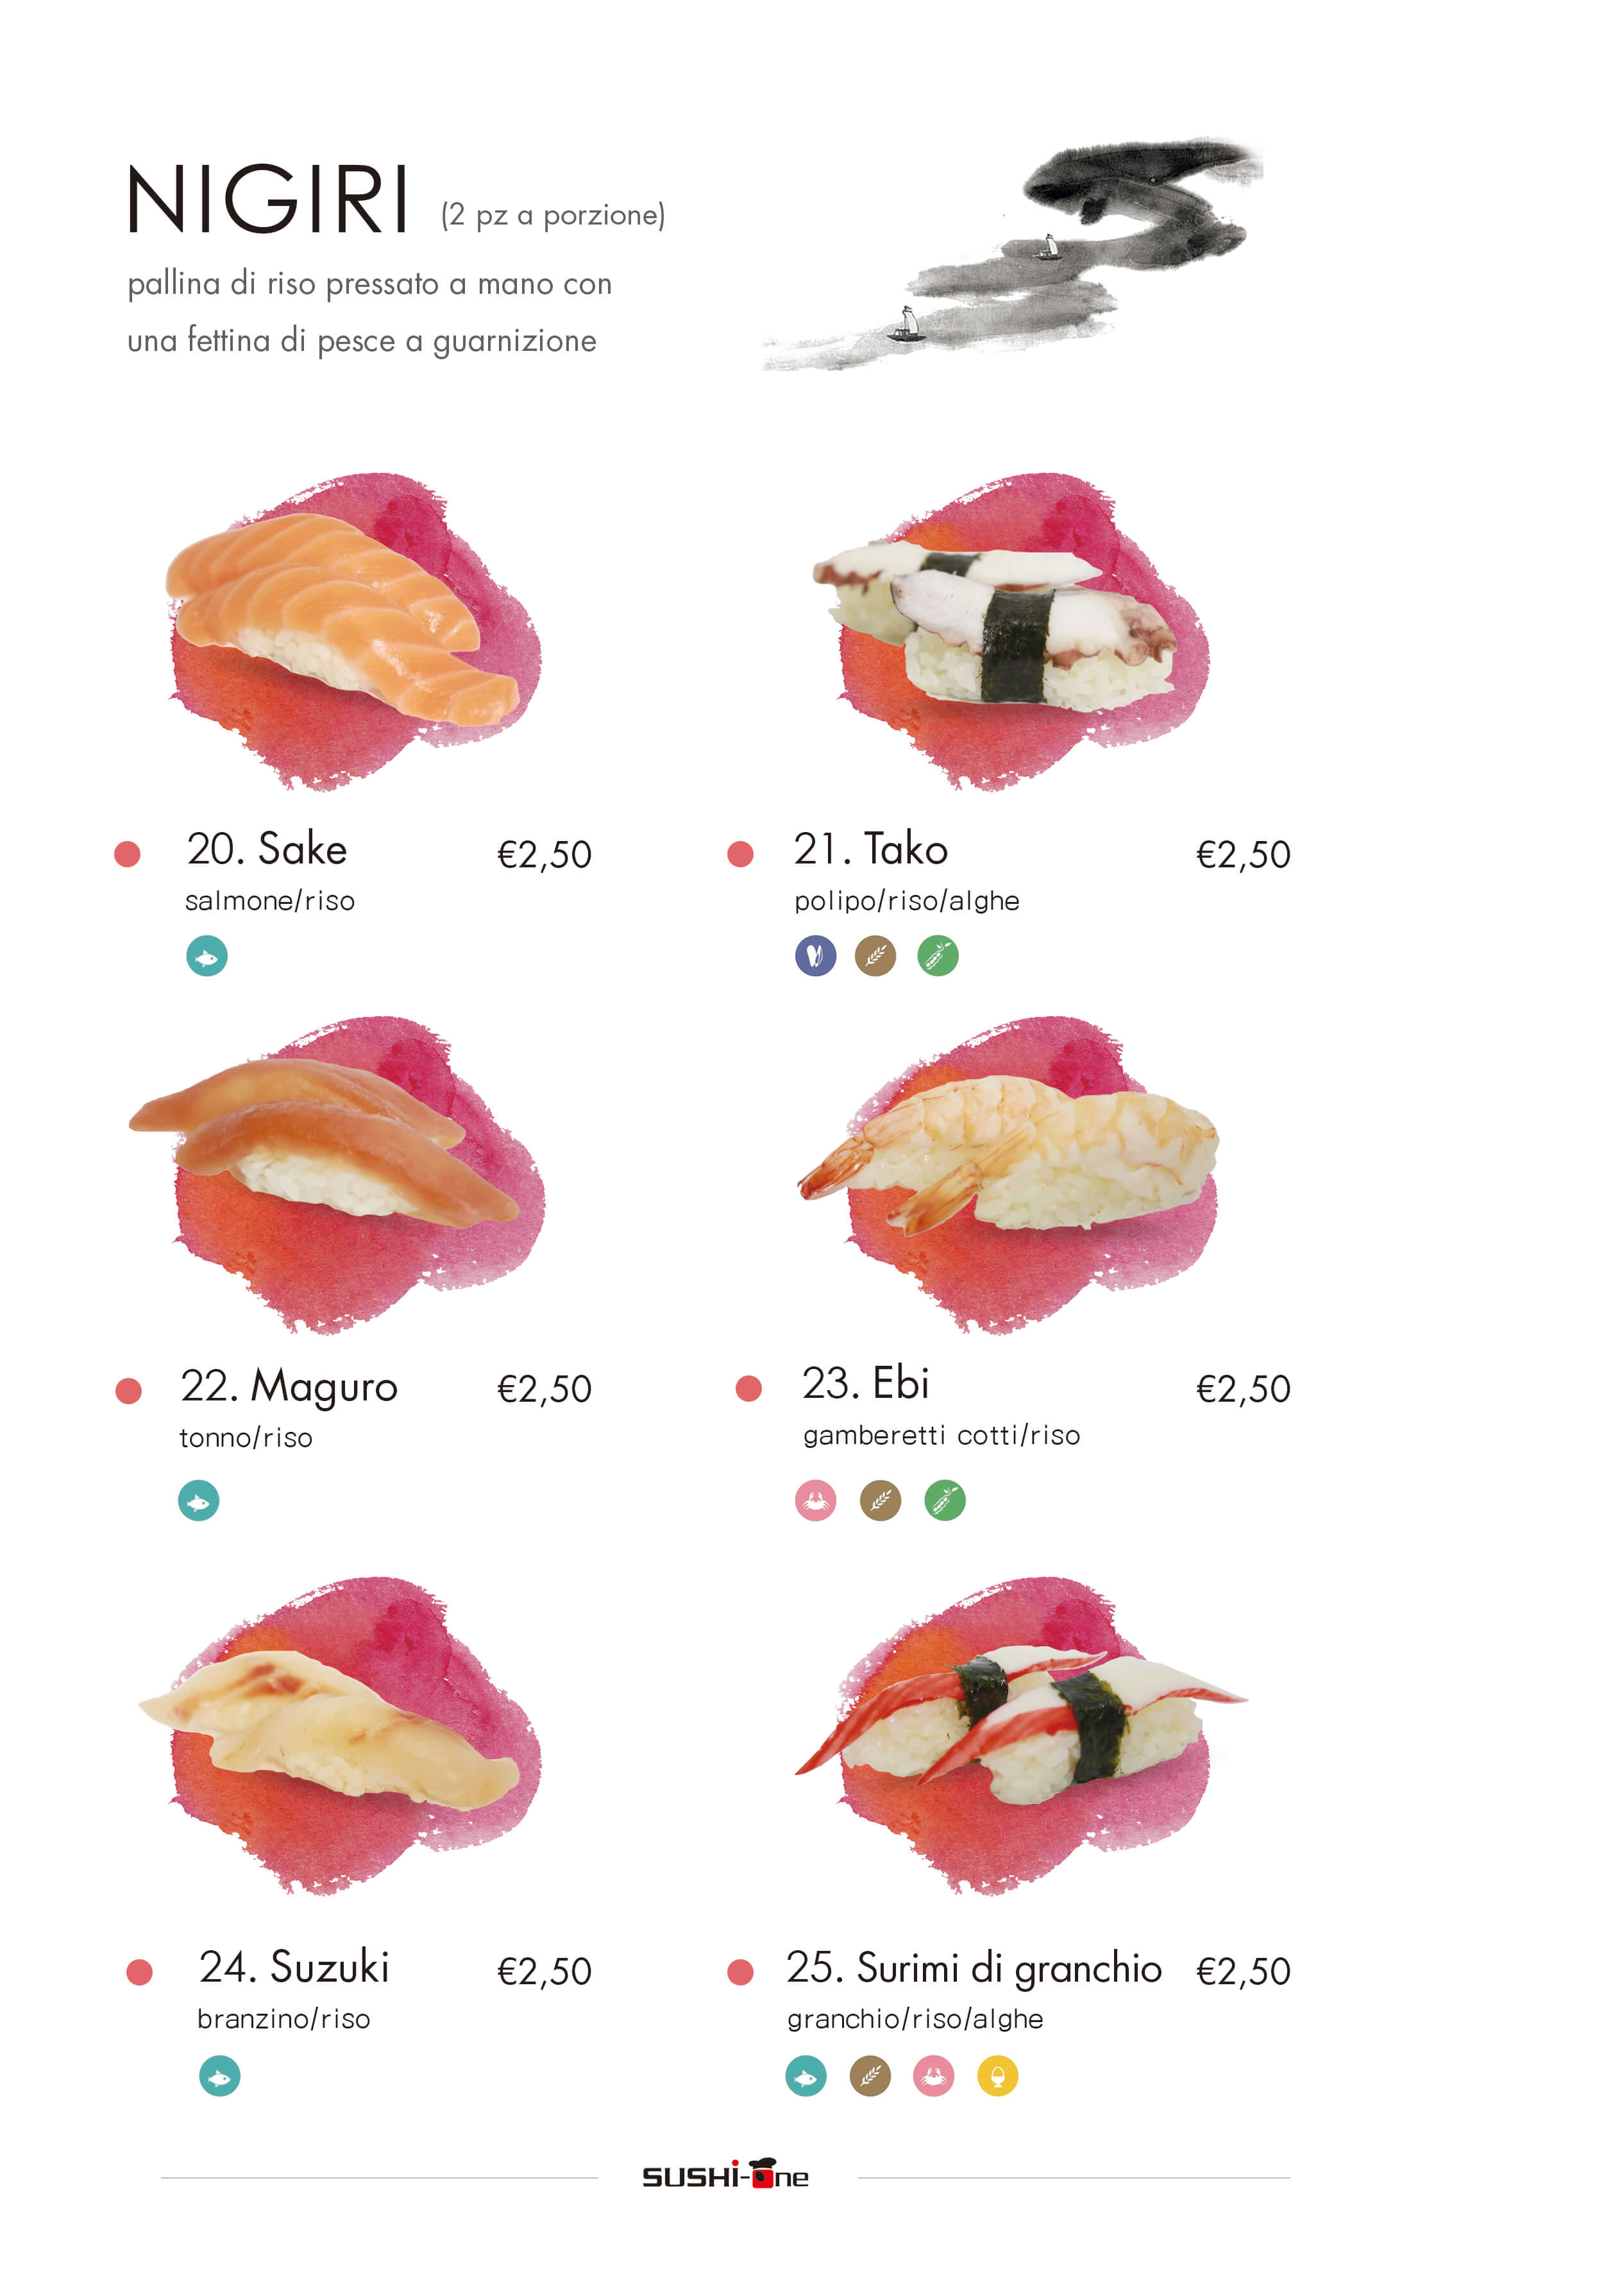 NIGIRI (2 pz a porzione)
pallina di riso pressato a mano con
una fettina di pesce a guarnizione
20. Sake €2,50
salmone/riso
21. Tako €2,50
polipo/riso/alghe
22. Maguro €2,50
tonno/riso
23. Ebi €2,50
gamberetti cotti/riso
24. Suzuki €2,50
branzino/riso
25. Surimi di granchio €2,50
granchio/riso/alghe
SUSHi-One